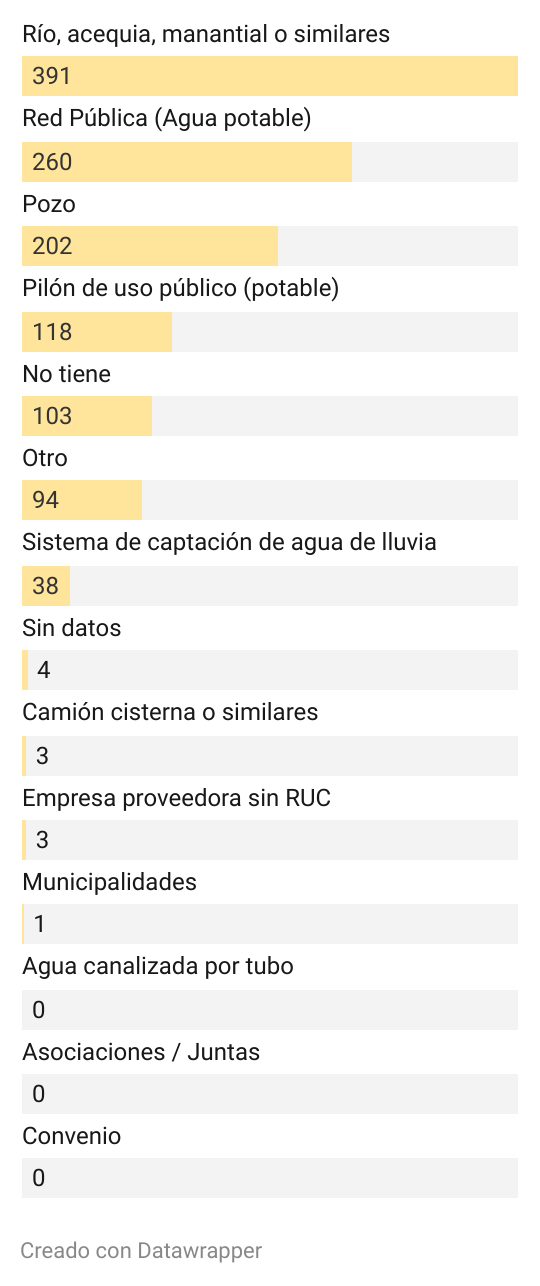 Río, acequia, manantial o similares
391
Red Pública (Agua potable)
260
Pozo
202
Pilón de uso público (potable)
118
No tiene
103
Otro
94
Sistema de captación de agua de lluvia
38
Sin datos
4
Camión cisterna o similares
3
Empresa proveedora sin RUC
3
Municipalidades
1
Agua canalizada por tubo
0
Asociaciones / Juntas
0
Convenio
0
Creado con Datawrapper